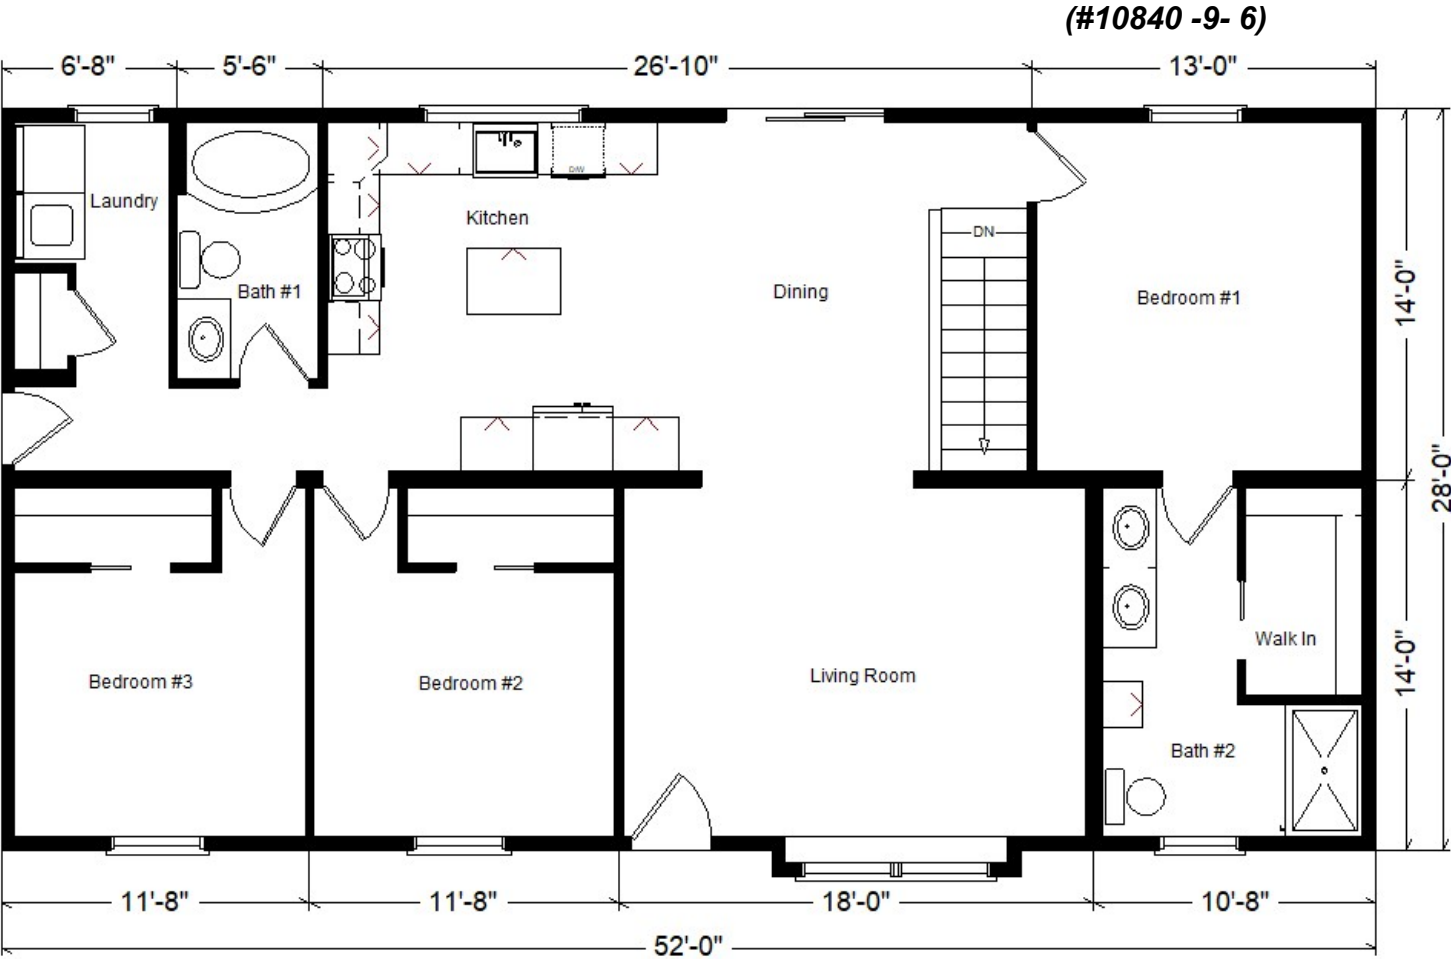 (#10840 -9- 6)
6'-8" 5'-6" 26'-10" 13'-0"
D/W
Laundry
Kitchen
DN
Bath #1
Dining
Bedroom #1
14'-0"
28'-0"
Walk In
14'-0"
Bedroom #3
Bedroom #2
Living Room
Bath #2
11'-8" 11'-8" 18'-0" 10'-8"
52'-0"